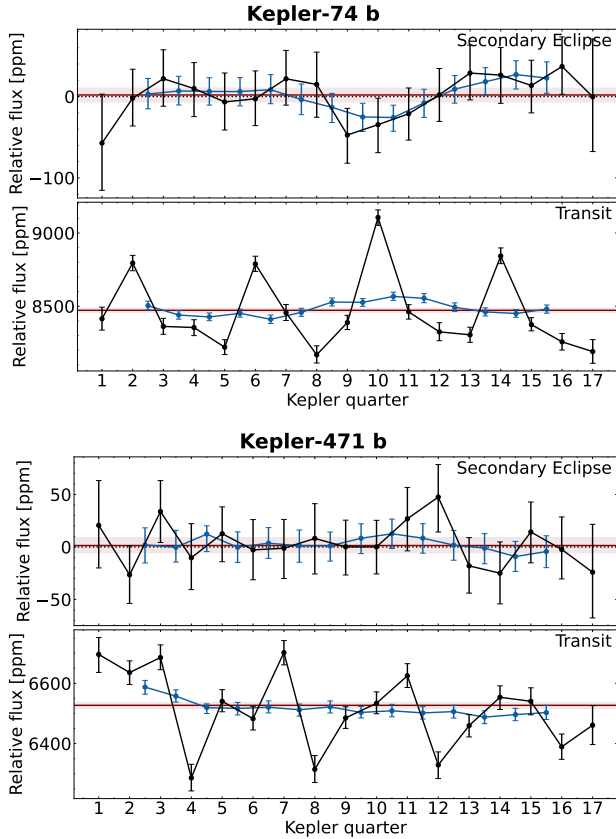 Kepler-74 b
Secondary Eclipse
Relative flux [ppm]
0
−100
Transit
Relative flux [ppm]
9000
8500
1 2 3 4 5 6 7 8 9 10 11 12 13 14 15 16 17
Kepler quarter
Kepler-471 b
Secondary Eclipse
Relative flux [ppm]
50
0
−50
Transit
Relative flux [ppm]
6600
6400
1 2 3 4 5 6 7 8 9 10 11 12 13 14 15 16 17
Kepler quarter